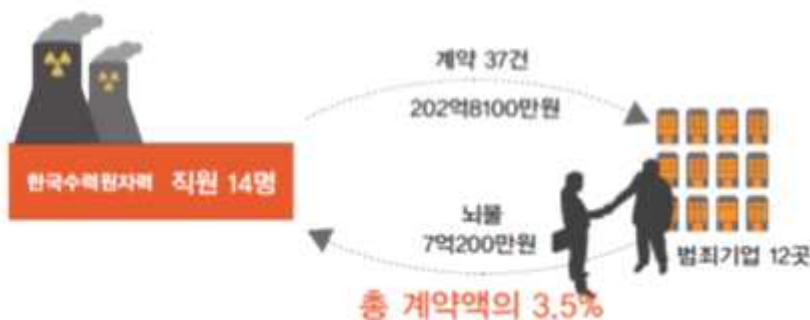 계약 37건
202억8100만원
한국수력원자력 직원 14명
뇌물
7억200만원
범죄기업 12곳
총 계약액의 3.5%